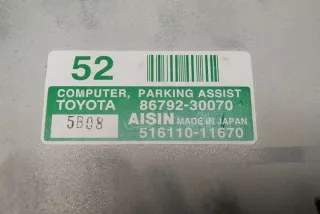 52
COMPUTER, PARKING ASSIST
TOYOTA 86792-30070
5B08 AISIN MADE IN JAPAN
516110-11670